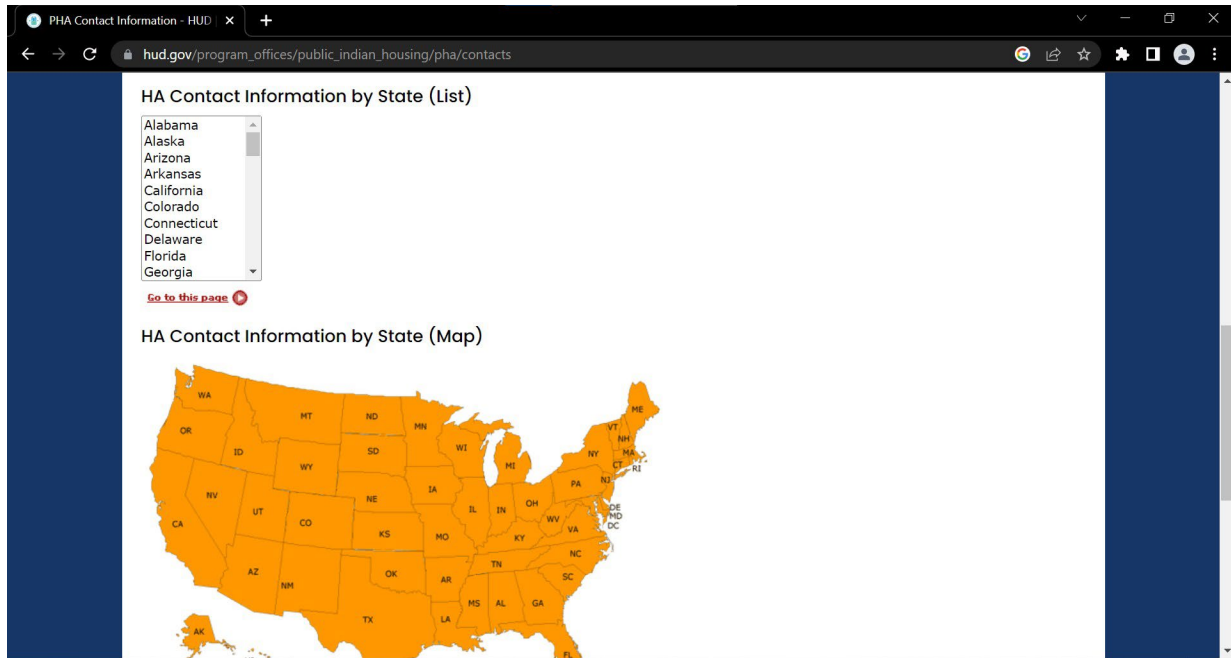 PHA Contact Information - HUD
hud.gov/program_offices/public_indian_housing/pha/contacts
HA Contact Information by State (List)
Alabama
Alaska
Arizona
Arkansas
California
Colorado
Connecticut
Delaware
Florida
Georgia
Go to this page
HA Contact Information by State (Map)
WA
MT
ND
MN
ME
OR
ID
SD
WI
VT
NH
WY
MI
NY
MA
CT
RI
NV
NE
IA
PA
NJ
UT
CO
IL
IN
OH
DE
MD
DC
CA
KS
MO
WV
VA
KY
AZ
NM
OK
AR
TN
NC
SC
MS
AL
GA
TX
LA
AK
FL